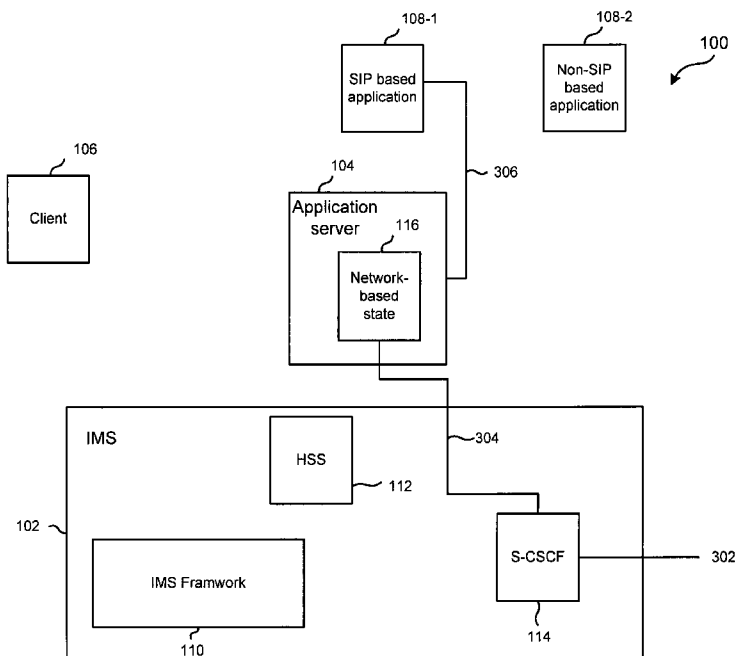 108-1
108-2
100
SIP based
application
Non-SIP
based
application
106
104
306
Client
Application
server
116
Network-
based
state
IMS
304
HSS
112
102
S-CSCF
302
IMS Framwork
110
114